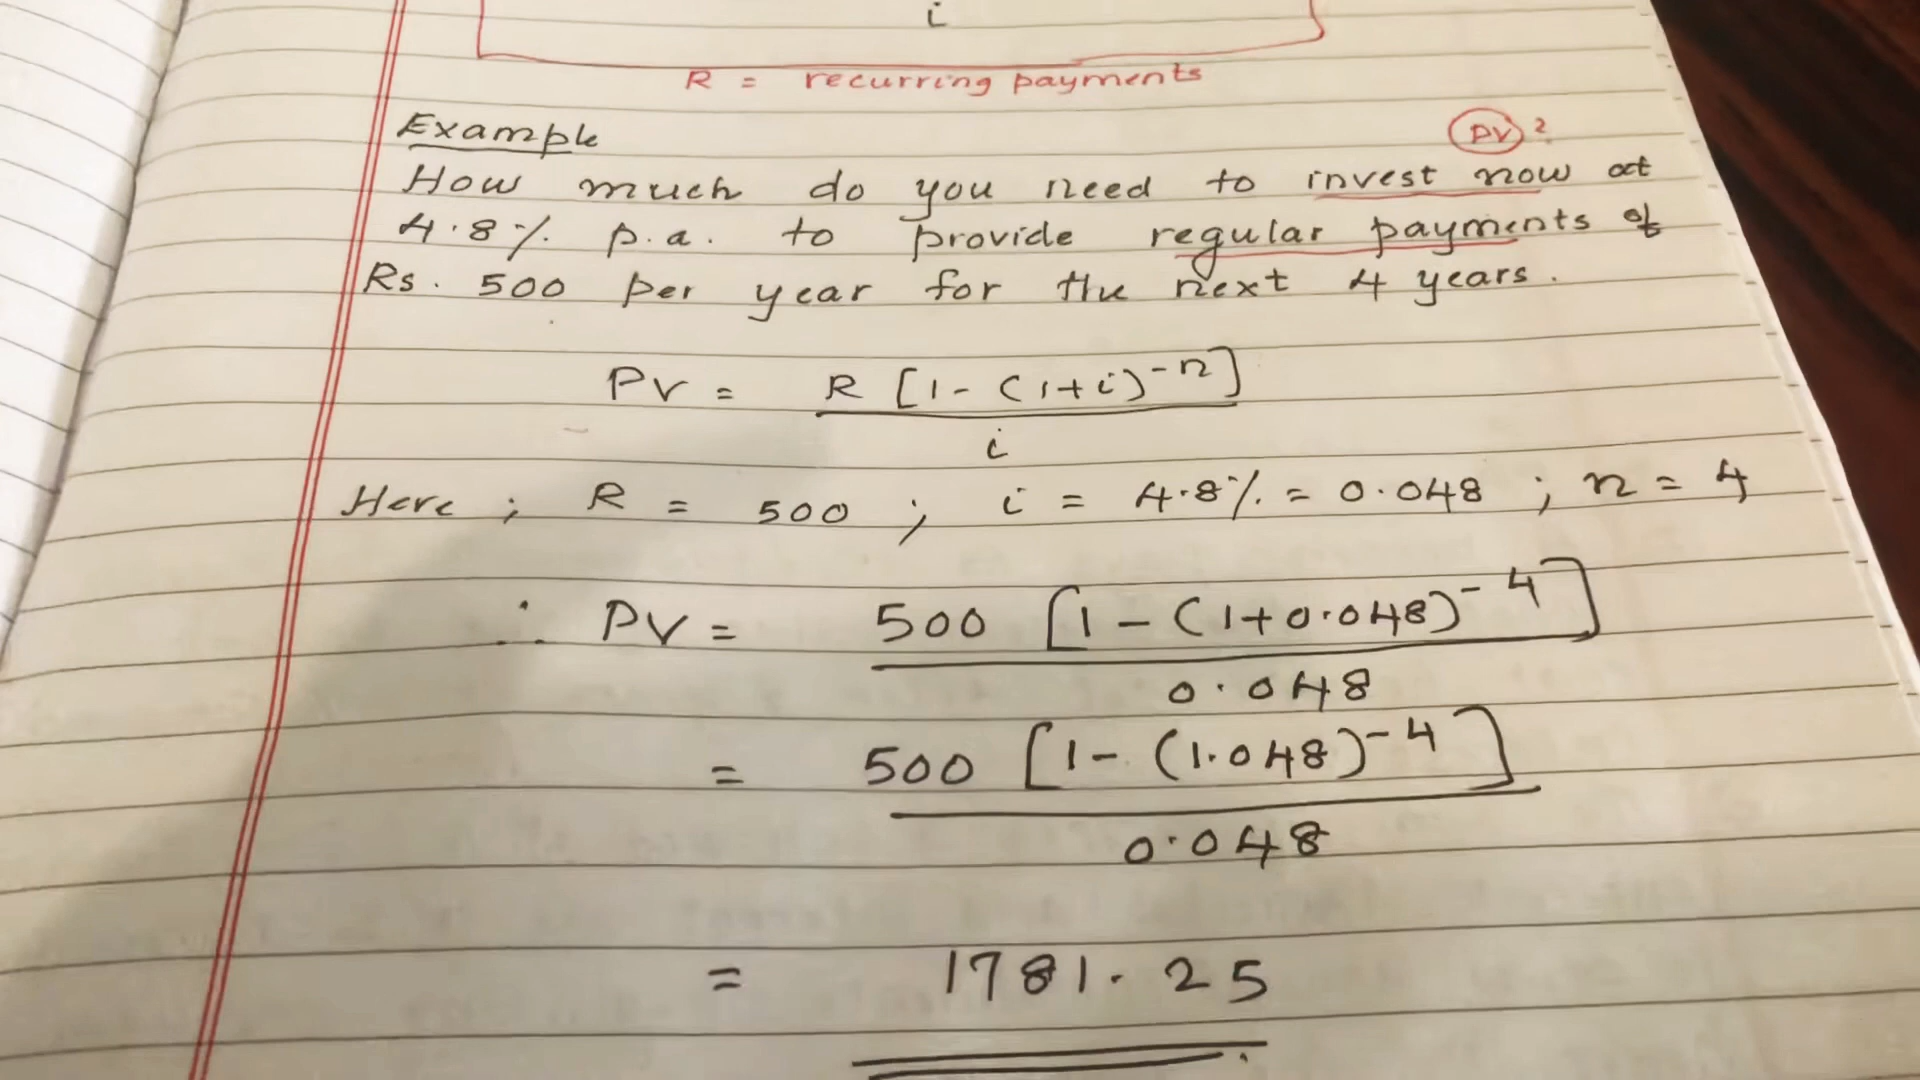 i
R = recurring payments
Example
PV ?
How much do you need to invest now at
4.8% p.a. to provide regular payments of
Rs. 500 per year for the next 4 years.
PV = R [1 - (1+i)^-n]
i
Here ; R = 500 ; i = 4.8% = 0.048 ; n = 4
∴ PV = 500 [1 - (1+0.048)^-4]
0.048
= 500 [1 - (1.048)^-4]
0.048
= 1781.25